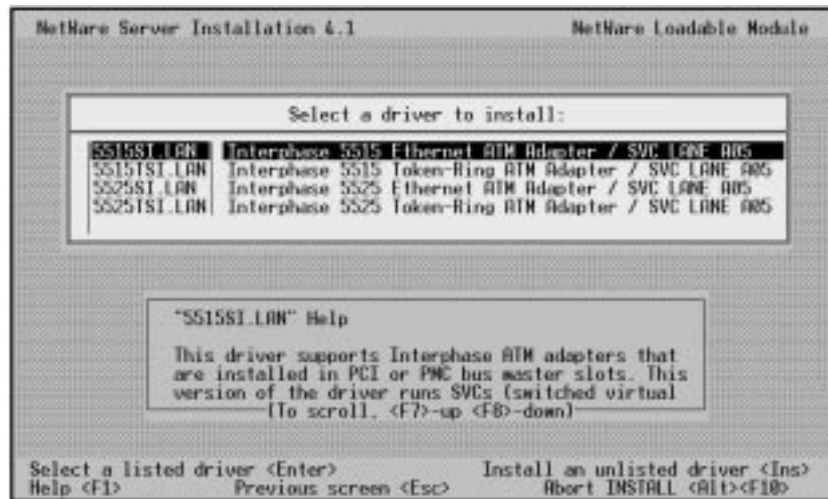 NetWare Server Installation 4.1 NetWare Loadable Module
Select a driver to install:
5515SI.LAN Interphase 5515 Ethernet ATM Adapter / SVC LANE A05
5515TSI.LAN Interphase 5515 Token-Ring ATM Adapter / SVC LANE A05
5525SI.LAN Interphase 5525 Ethernet ATM Adapter / SVC LANE A05
5525TSI.LAN Interphase 5525 Token-Ring ATM Adapter / SVC LANE A05
"5515SI.LAN" Help
This driver supports Interphase ATM adapters that
are installed in PCI or PMC bus master slots. This
version of the driver runs SVCs (switched virtual
(To scroll, <F7>-up <F8>-down)
Select a listed driver <Enter> Install an unlisted driver <Ins>
Help <F1> Previous screen <Esc> Abort INSTALL <Alt><F10>